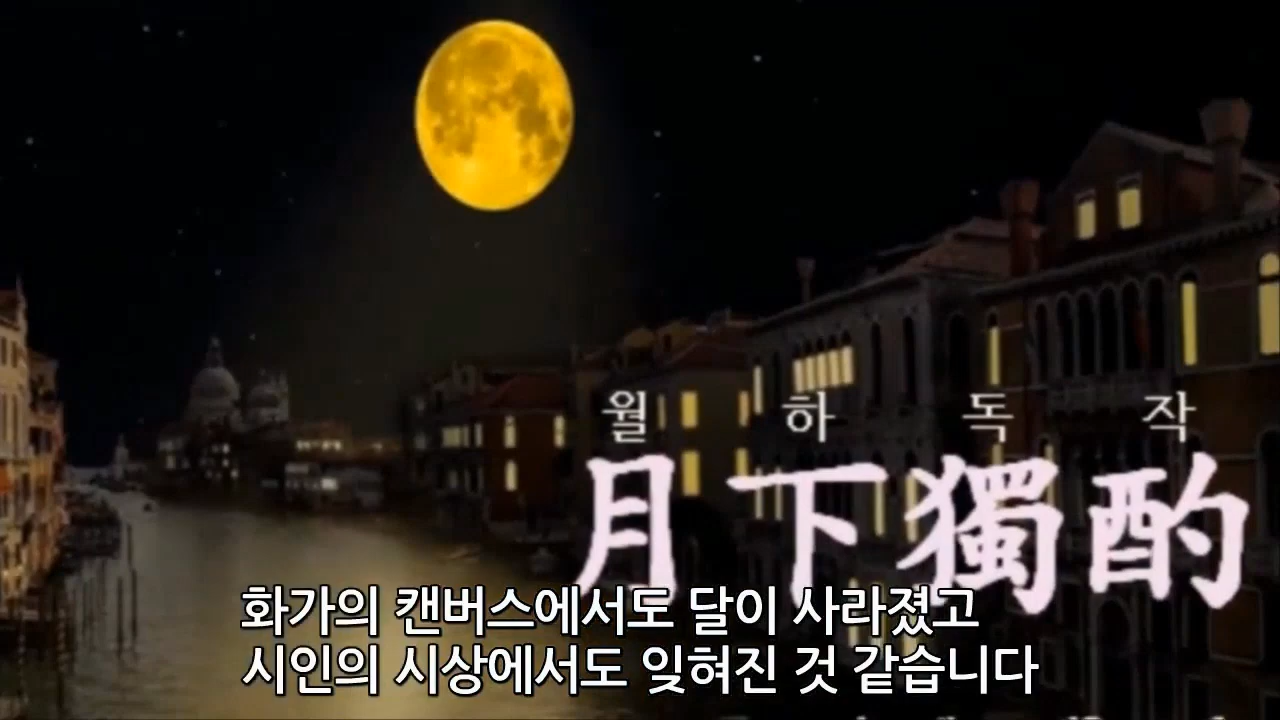 월 하 독 작
月下獨酌
화가의 캔버스에서도 달이 사라졌고
시인의 시상에서도 잊혀진 것 같습니다